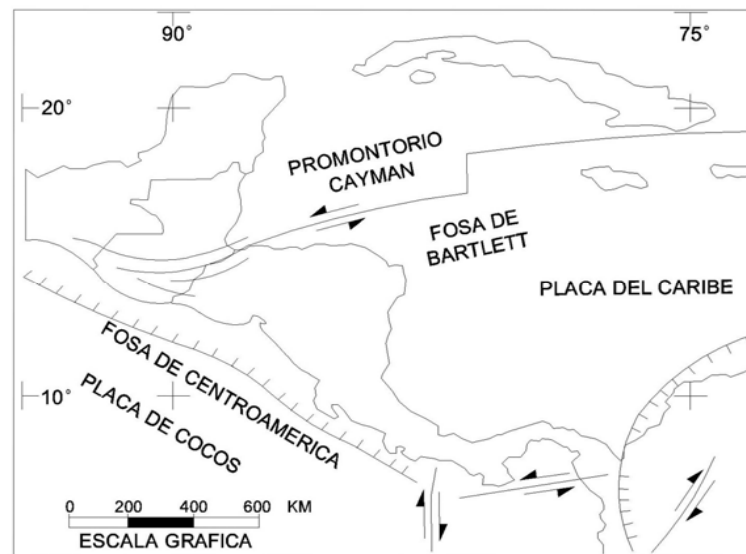 90°
75°
20°
PROMONTORIO
CAYMAN
FOSA DE
BARTLETT
PLACA DEL CARIBE
FOSA DE CENTROAMERICA
10°
PLACA DE COCOS
0 200 400 600 KM
ESCALA GRAFICA